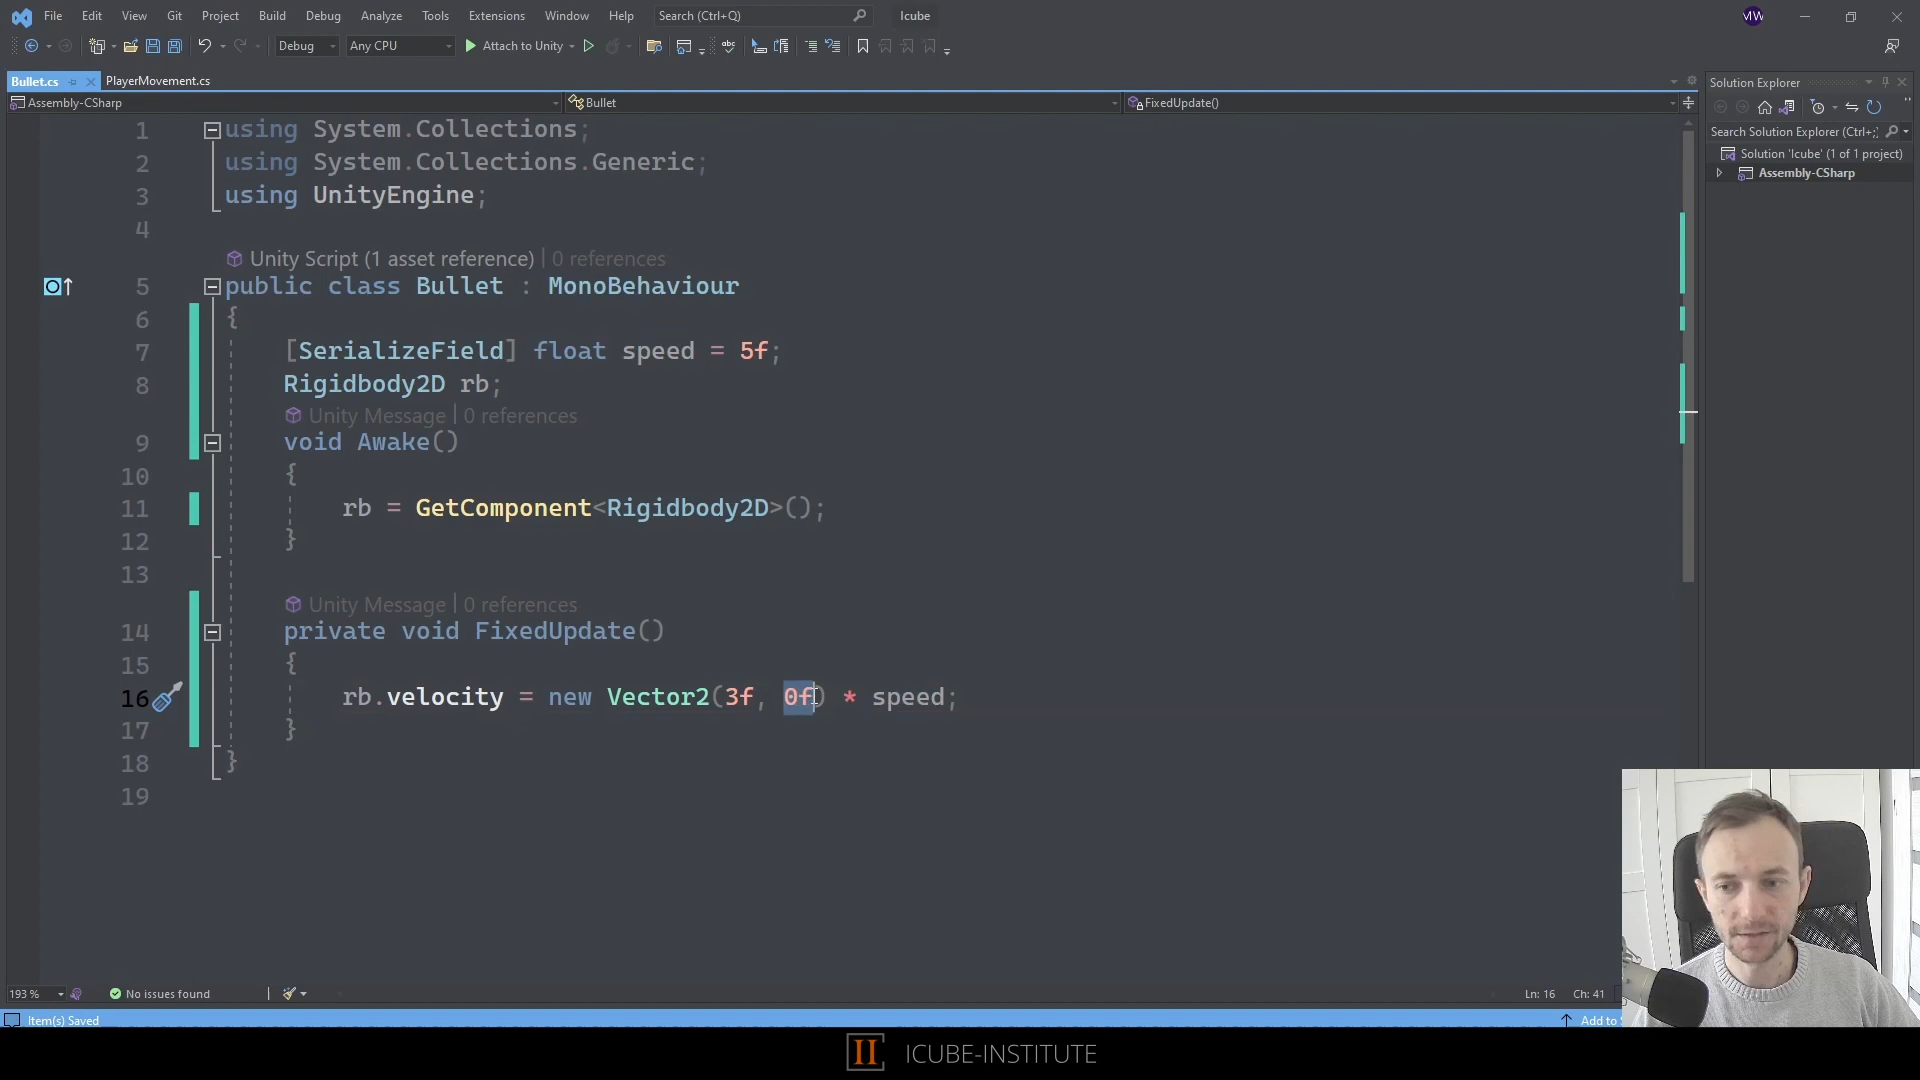 File Edit View Git Project Build Debug Analyze Tools Extensions Window Help Search (Ctrl+Q) Icube MW
Debug Any CPU Attach to Unity
Bullet.cs PlayerMovement.cs Solution Explorer
Assembly-CSharp Bullet FixedUpdate()
Search Solution Explorer (Ctrl+;)
Solution 'Icube' (1 of 1 project)
Assembly-CSharp
1 using System.Collections;
2 using System.Collections.Generic;
3 using UnityEngine;
4
Unity Script (1 asset reference) | 0 references
5 public class Bullet : MonoBehaviour
6 {
7 [SerializeField] float speed = 5f;
8 Rigidbody2D rb;
Unity Message | 0 references
9 void Awake()
10 {
11 rb = GetComponent<Rigidbody2D>();
12 }
13
Unity Message | 0 references
14 private void FixedUpdate()
15 {
16 rb.velocity = new Vector2(3f, 0f) * speed;
17 }
18 }
19
193 % No issues found Ln: 16 Ch: 41
Item(s) Saved Add to
II ICUBE-INSTITUTE